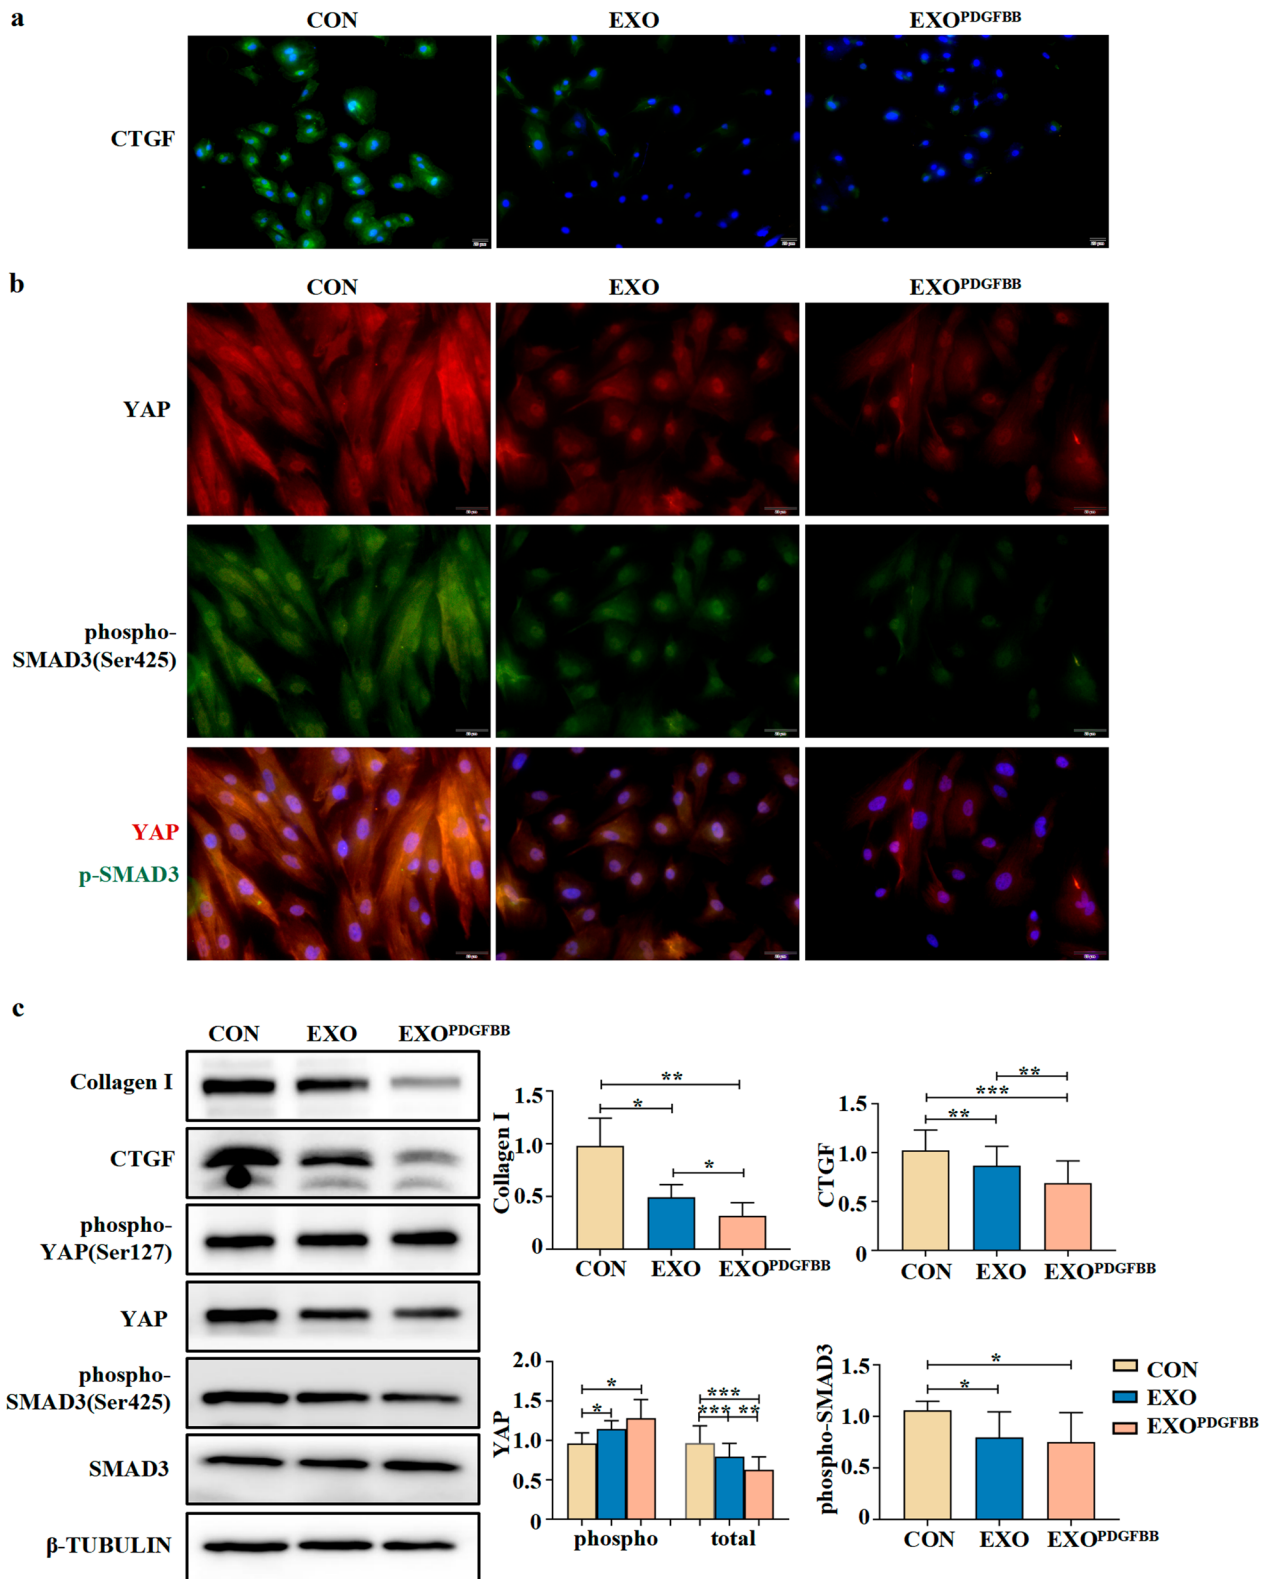 a
CON EXO EXOPDGFBB
CTGF
b
CON EXO EXOPDGFBB
YAP
phospho-
SMAD3(Ser425)
YAP
p-SMAD3
c
CON EXO EXOPDGFBB
Collagen I
CTGF
phospho-
YAP(Ser127)
YAP
phospho-
SMAD3(Ser425)
SMAD3
β-TUBULIN
Collagen I
1.5
1.0
0.5
0
**
*
*
CON EXO EXOPDGFBB
CTGF
1.5
1.0
0.5
0
**
***
**
CON EXO EXOPDGFBB
YAP
2.0
1.5
1.0
0.5
0
*
*
***
*** **
phospho total
phospho-SMAD3
1.5
1.0
0.5
0
*
*
CON EXO EXOPDGFBB
CON
EXO
EXOPDGFBB